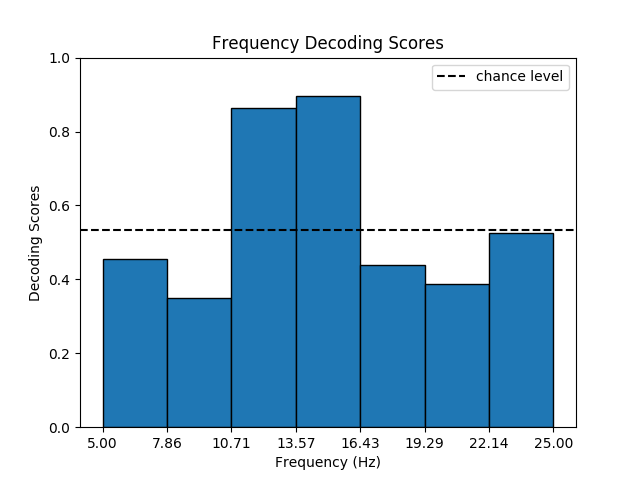 Frequency Decoding Scores
chance level
Decoding Scores
1.0
0.8
0.6
0.4
0.2
0.0
5.00 7.86 10.71 13.57 16.43 19.29 22.14 25.00
Frequency (Hz)